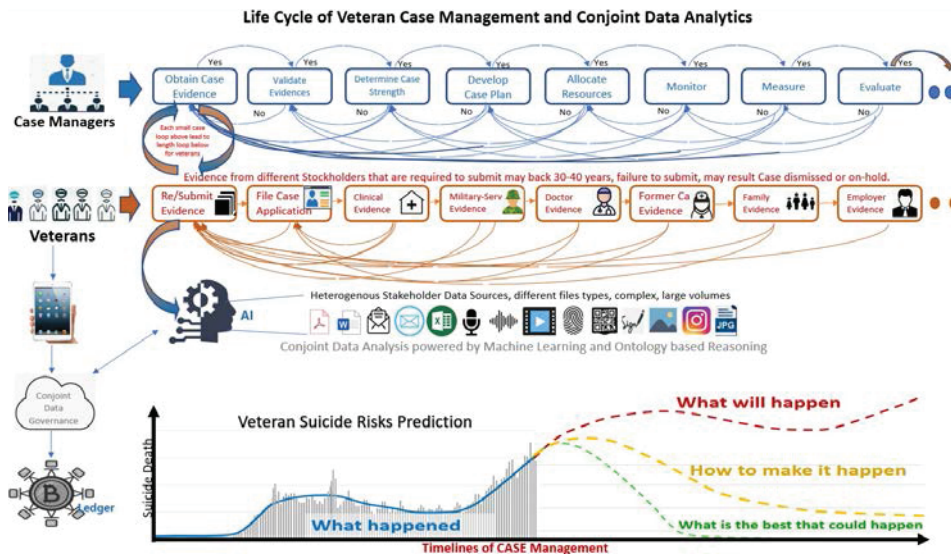 Life Cycle of Veteran Case Management and Conjoint Data Analytics
Yes Yes Yes Yes Yes Yes Yes Yes
Obtain Case
Evidence
Validate
Evidences
Determine Case
Strength
Develop
Case Plan
Allocate
Resources
Monitor
Measure
Evaluate
No No No No No No No
Case Managers
Each small case
loop above lead to
length loop below
for veterans
Evidence from different Stockholders that are required to submit may back 30-40 years, failure to submit, may result Case dismissed or on-hold.
Re/Submit
Evidence
File Case
Application
Clinical
Evidence
Military-Serv
Evidence
Doctor
Evidence
Former Ca
Evidence
Family
Evidence
Employer
Evidence
Veterans
AI
Heterogenous Stakeholder Data Sources, different files types, complex, large volumes
W
X
Sign
JPG
Conjoint Data Analysis powered by Machine Learning and Ontology based Reasoning
Conjoint
Data
Governance
B
Ledger
Veteran Suicide Risks Prediction
Suicide Death
What happened
What will happen
How to make it happen
What is the best that could happen
Timelines of CASE Management